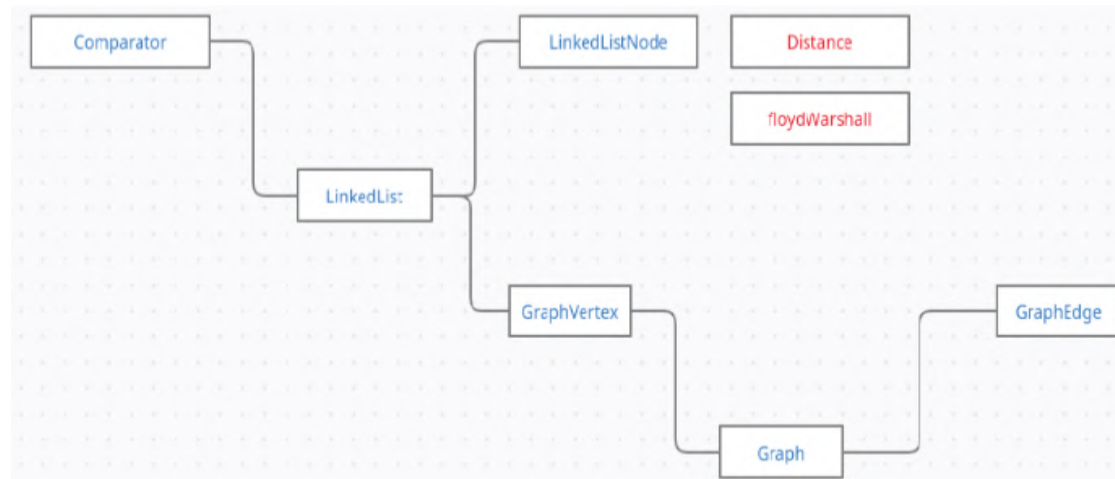 Comparator
LinkedListNode
Distance
floydWarshall
LinkedList
GraphVertex
GraphEdge
Graph